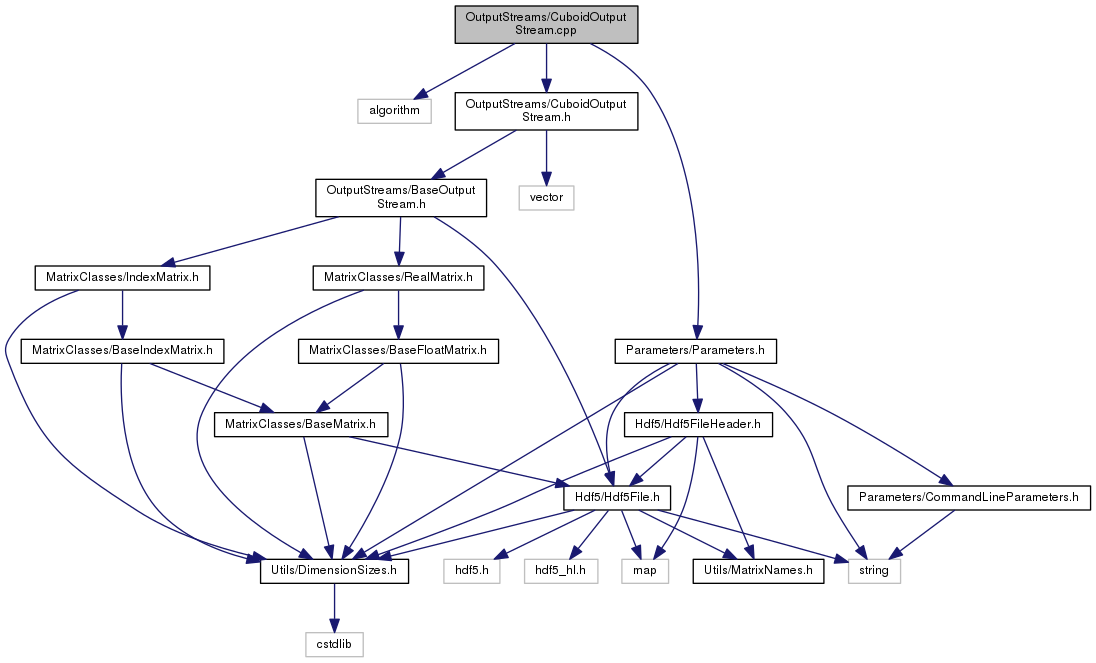 OutputStreams/CuboidOutput
Stream.cpp
algorithm
OutputStreams/CuboidOutput
Stream.h
OutputStreams/BaseOutput
Stream.h
vector
MatrixClasses/IndexMatrix.h
MatrixClasses/RealMatrix.h
MatrixClasses/BaseIndexMatrix.h
MatrixClasses/BaseFloatMatrix.h
Parameters/Parameters.h
MatrixClasses/BaseMatrix.h
Hdf5/Hdf5FileHeader.h
Hdf5/Hdf5File.h
Parameters/CommandLineParameters.h
Utils/DimensionSizes.h
hdf5.h
hdf5_hl.h
map
Utils/MatrixNames.h
string
cstdlib